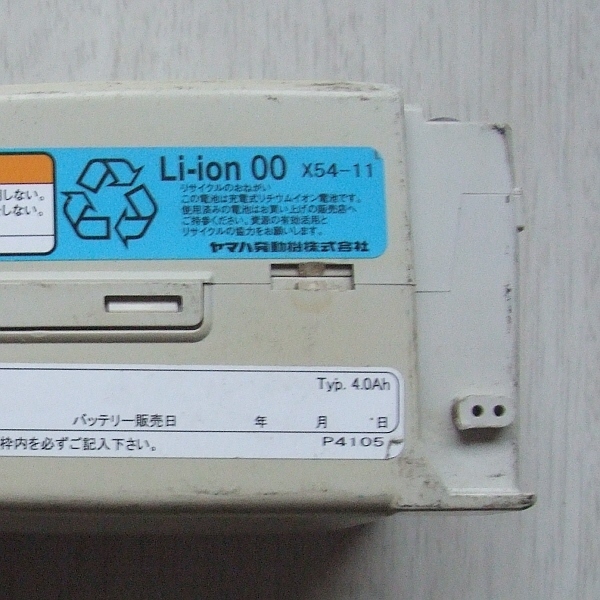 Li-ion 00 X54-11
しない。
しない。
リサイクルのおねがい
この電池は充電式リチウムイオン電池です。
使用済みの電池はお買い上げの販売店へ
ご持参ください。資源の有効活用と
リサイクルの協力をお願いします。
ヤマハ発動機株式会社
Typ. 4.0Ah
バッテリー販売日 年 月 日
枠内を必ずご記入下さい。
P4105